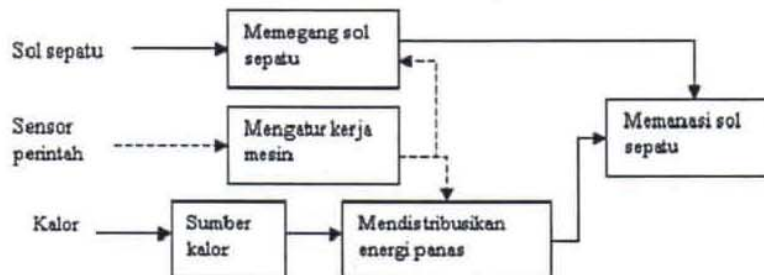 Sol sepatu
Memegang sol
sepatu
Sensor
perintah
Mengatur kerja
mesin
Memanasi sol
sepatu
Kalor
Sumber
kalor
Mendistribusikan
energi panas